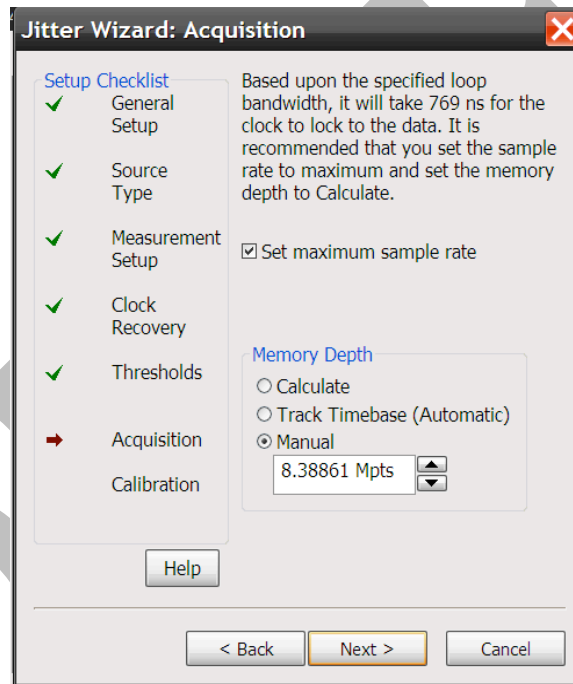 Jitter Wizard: Acquisition
Setup Checklist
General
Setup
Source
Type
Measurement
Setup
Clock
Recovery
Thresholds
Acquisition
Calibration
Help
Based upon the specified loop
bandwidth, it will take 769 ns for the
clock to lock to the data. It is
recommended that you set the sample
rate to maximum and set the memory
depth to Calculate.
Set maximum sample rate
Memory Depth
Calculate
Track Timebase (Automatic)
Manual
8.38861 Mpts
< Back
Next >
Cancel